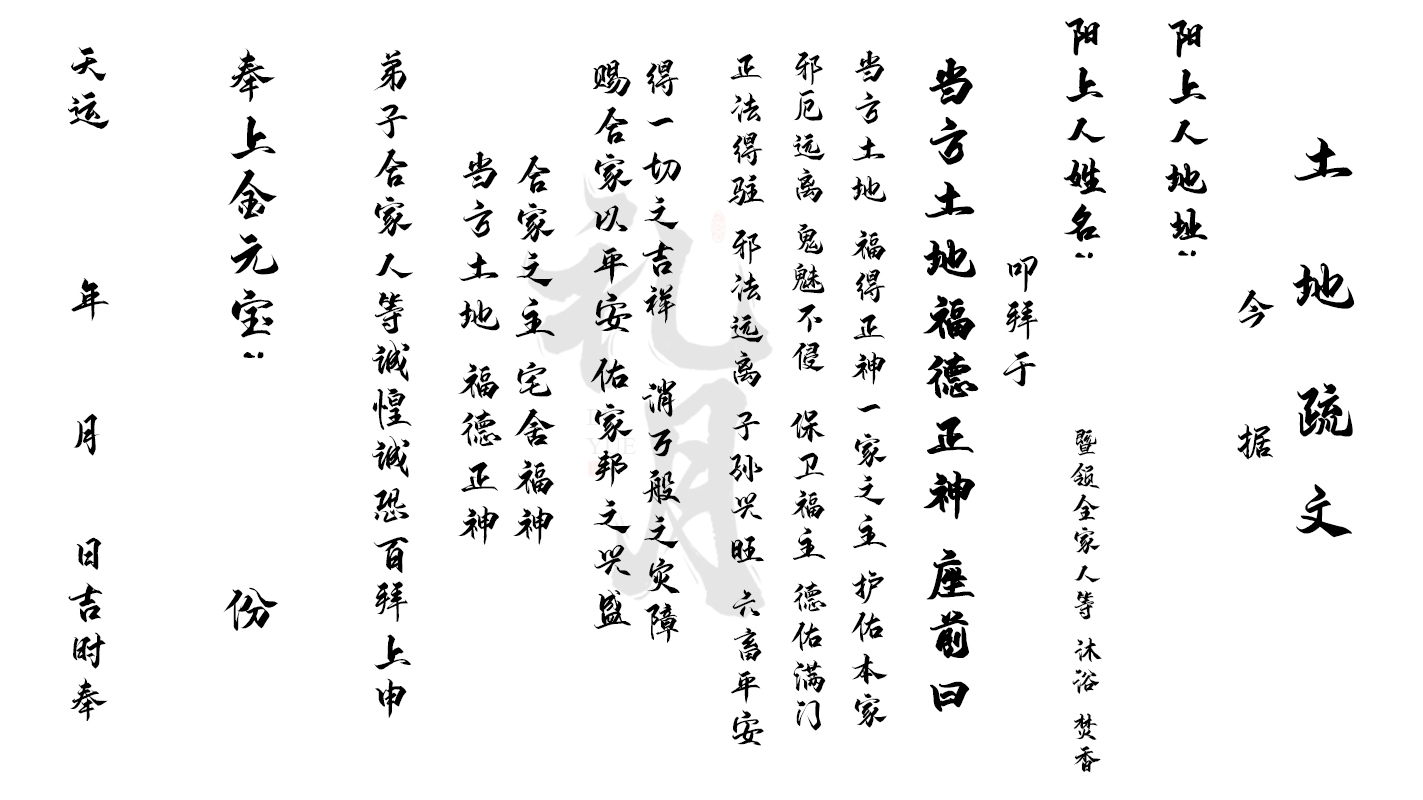 土地疏文
今据
阳上人地址：
阳上人姓名： 暨领全家人等 沐浴 焚香
叩拜于
当方土地福德正神 座前曰
当方土地 福得正神 一家之主 护佑本家
邪厄远离 鬼魅不侵 保卫福主 德佑满门
正法得驻 邪法远离 子孙兴旺 六畜平安
得一切之吉祥 消万般之灾障
赐合家以平安 佑家邦之兴盛
合家之主 宅舍福神
当方土地 福德正神
弟子合家人等诚惶诚恐百拜上申
奉上金元宝： 份
天运 年 月 日吉时奉
礼月